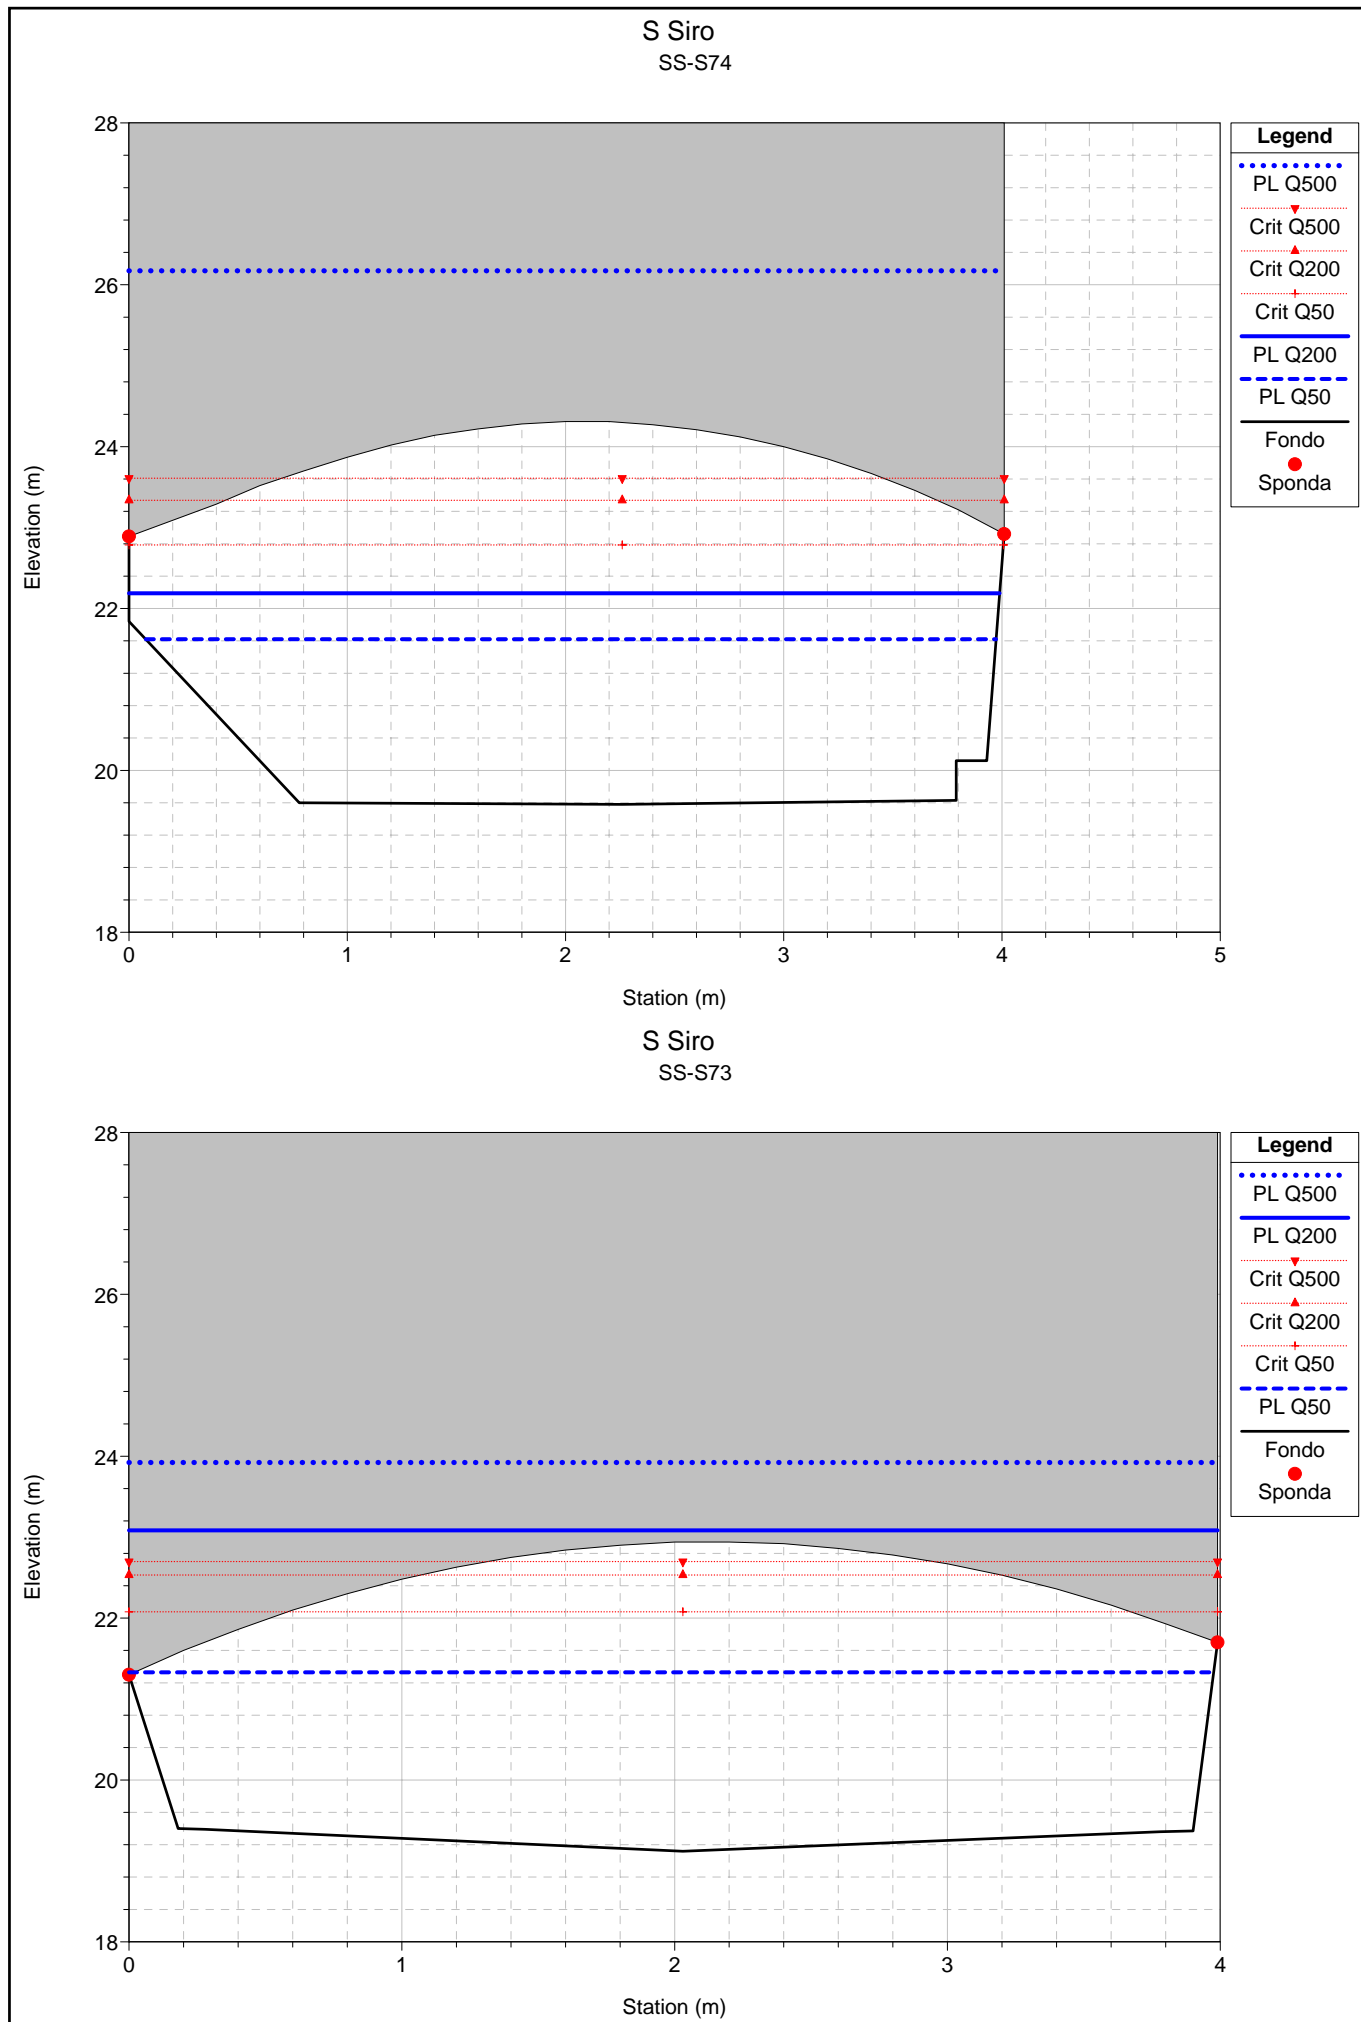 S Siro
SS-S74
28
26
24
22
20
18
0 1 2 3 4 5
Elevation (m)
Station (m)
Legend
PL Q500
Crit Q500
Crit Q200
Crit Q50
PL Q200
PL Q50
Fondo
Sponda
S Siro
SS-S73
28
26
24
22
20
18
0 1 2 3 4
Elevation (m)
Station (m)
Legend
PL Q500
PL Q200
Crit Q500
Crit Q200
Crit Q50
PL Q50
Fondo
Sponda